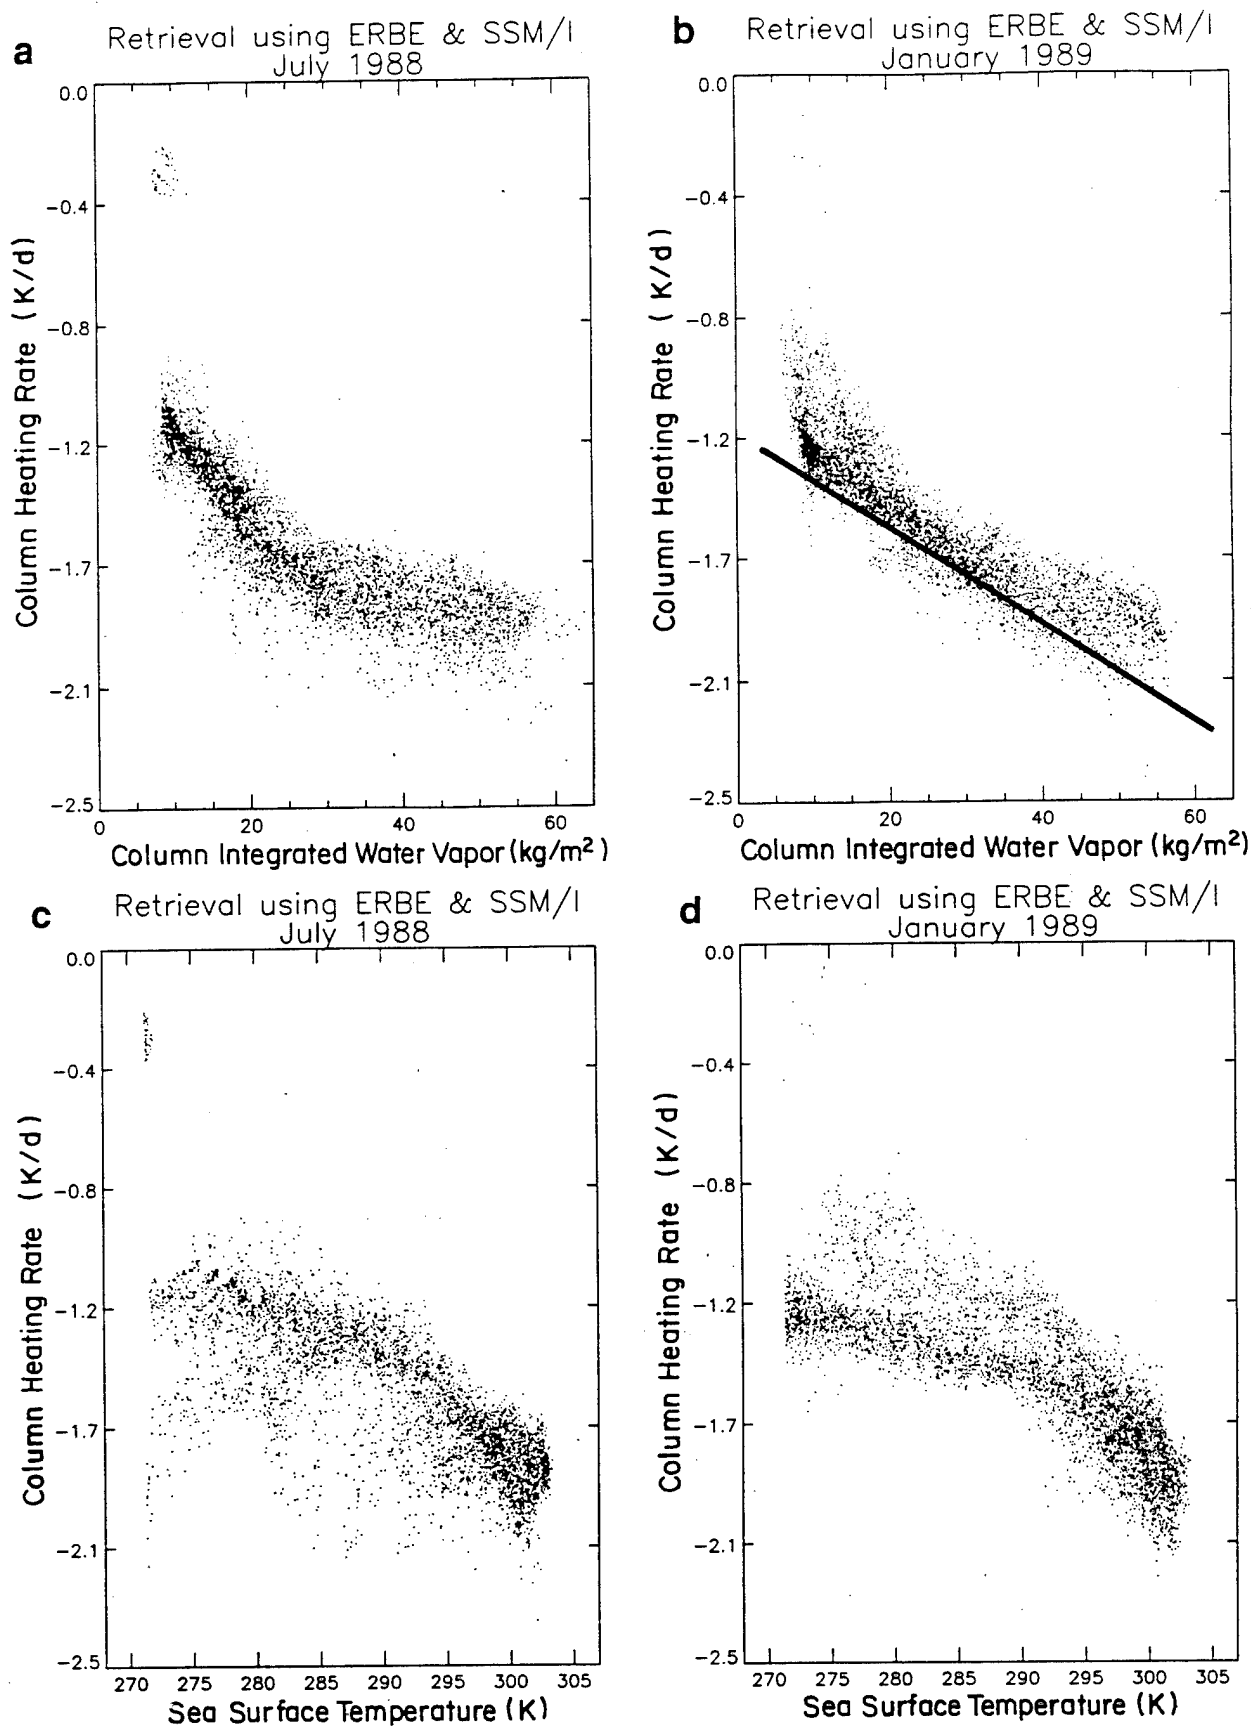 a
Retrieval using ERBE & SSM/I
July 1988
0.0
−0.4
−0.8
−1.2
−1.7
−2.1
−2.5
Column Heating Rate (K/d)
0 20 40 60
Column Integrated Water Vapor (kg/m²)
b
Retrieval using ERBE & SSM/I
January 1989
0.0
−0.4
−0.8
−1.2
−1.7
−2.1
−2.5
Column Heating Rate (K/d)
0 20 40 60
Column Integrated Water Vapor (kg/m²)
c
Retrieval using ERBE & SSM/I
July 1988
0.0
−0.4
−0.8
−1.2
−1.7
−2.1
−2.5
Column Heating Rate (K/d)
270 275 280 285 290 295 300 305
Sea Surface Temperature (K)
d
Retrieval using ERBE & SSM/I
January 1989
0.0
−0.4
−0.8
−1.2
−1.7
−2.1
−2.5
Column Heating Rate (K/d)
270 275 280 285 290 295 300 305
Sea Surface Temperature (K)